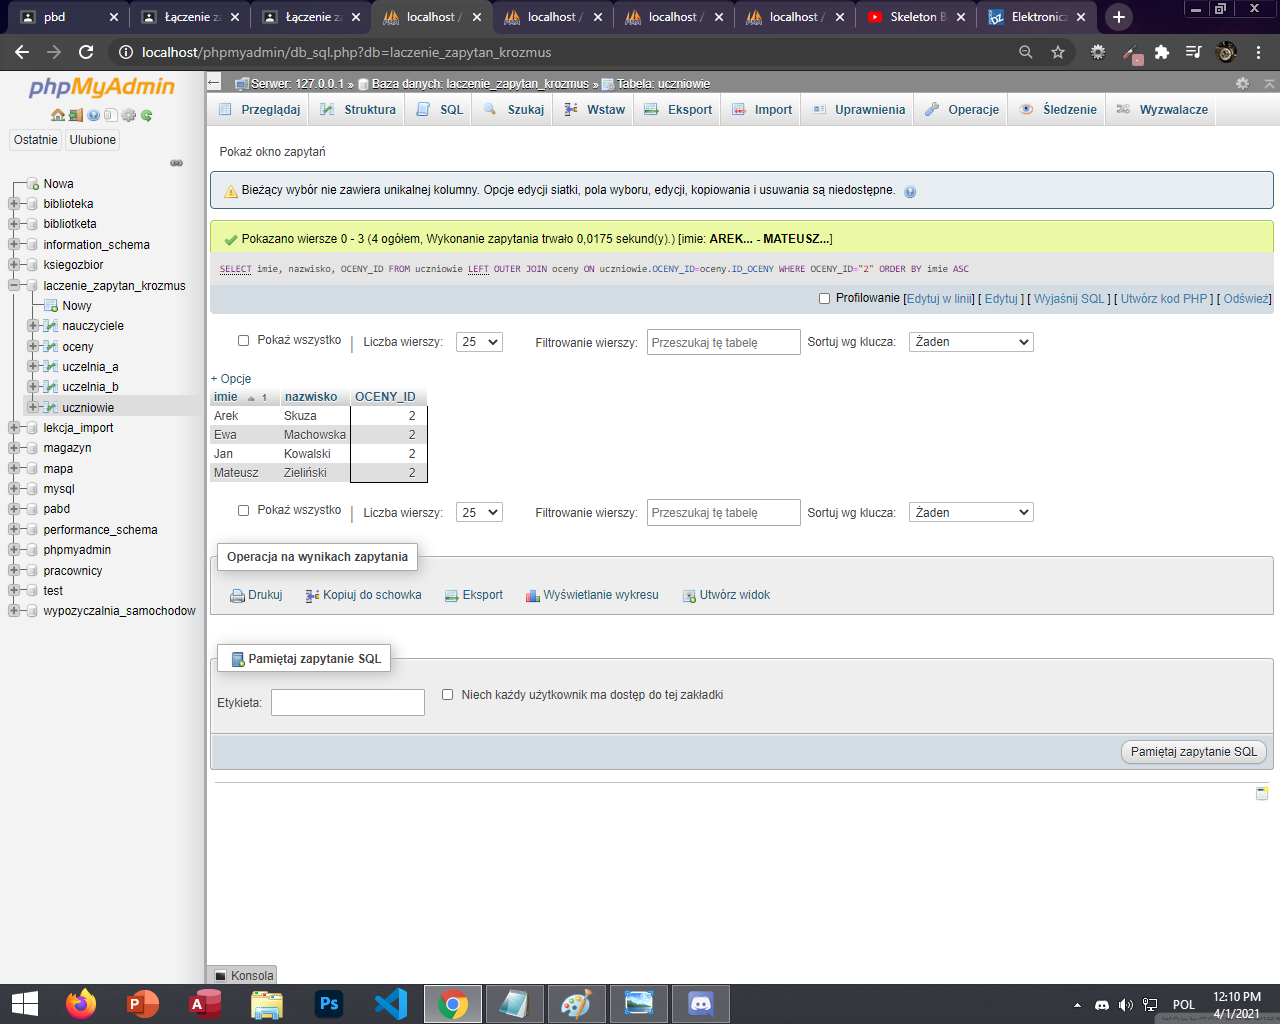 pbd
Łączenie z
Łączenie z
localhost /
localhost /
localhost /
localhost /
Skeleton B
Elektronicz
localhost/phpmyadmin/db_sql.php?db=laczenie_zapytan_krozmus
phpMyAdmin
Ostatnie
Ulubione
Nowa
biblioteka
bibliotketa
information_schema
ksiegozbior
laczenie_zapytan_krozmus
Nowy
nauczyciele
oceny
uczelnia_a
uczelnia_b
uczniowie
lekcja_import
magazyn
mapa
mysql
pabd
performance_schema
phpmyadmin
pracownicy
test
wypozyczalnia_samochodow
Serwer: 127.0.0.1 » Baza danych: laczenie_zapytan_krozmus » Tabela: uczniowie
Przeglądaj Struktura SQL Szukaj Wstaw Eksport Import Uprawnienia Operacje Śledzenie Wyzwalacze
Pokaż okno zapytań
Bieżący wybór nie zawiera unikalnej kolumny. Opcje edycji siatki, pola wyboru, edycji, kopiowania i usuwania są niedostępne.
Pokazano wiersze 0 - 3 (4 ogółem, Wykonanie zapytania trwało 0,0175 sekund(y).) [imie: AREK... - MATEUSZ...]
SELECT imie, nazwisko, OCENY_ID FROM uczniowie LEFT OUTER JOIN oceny ON uczniowie.OCENY_ID=oceny.ID_OCENY WHERE OCENY_ID="2" ORDER BY imie ASC
Profilowanie [Edytuj w linii] [ Edytuj ] [ Wyjaśnij SQL ] [ Utwórz kod PHP ] [ Odśwież]
Pokaż wszystko | Liczba wierszy: 25 Filtrowanie wierszy: Przeszukaj tę tabelę Sortuj wg klucza: Żaden
+ Opcje
imie 1 nazwisko OCENY_ID
Arek Skuza 2
Ewa Machowska 2
Jan Kowalski 2
Mateusz Zieliński 2
Pokaż wszystko | Liczba wierszy: 25 Filtrowanie wierszy: Przeszukaj tę tabelę Sortuj wg klucza: Żaden
Operacja na wynikach zapytania
Drukuj Kopiuj do schowka Eksport Wyświetlanie wykresu Utwórz widok
Pamiętaj zapytanie SQL
Etykieta: Niech każdy użytkownik ma dostęp do tej zakładki
Pamiętaj zapytanie SQL
Konsola
POL
12:10 PM
4/1/2021